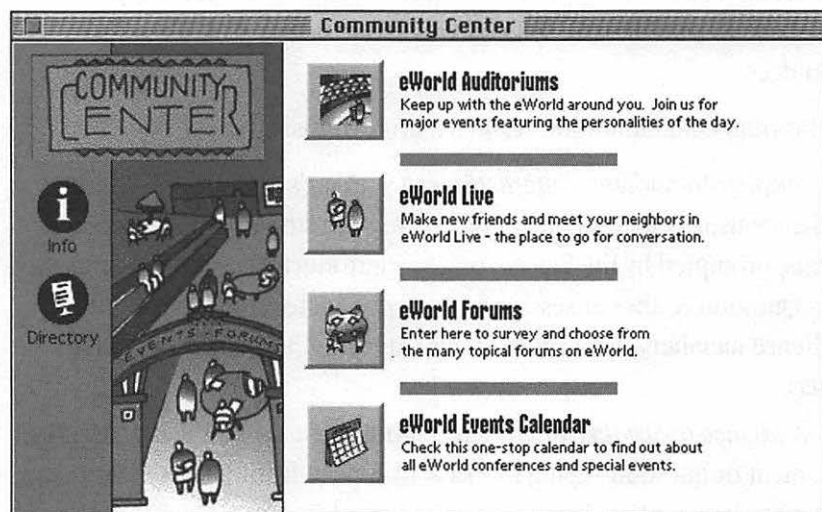 Community Center
COMMUNITY
CENTER
Info
Directory
EVENTS · FORUMS
eWorld Auditoriums
Keep up with the eWorld around you. Join us for
major events featuring the personalities of the day.
eWorld Live
Make new friends and meet your neighbors in
eWorld Live - the place to go for conversation.
eWorld Forums
Enter here to survey and choose from
the many topical forums on eWorld.
eWorld Events Calendar
Check this one-stop calendar to find out about
all eWorld conferences and special events.